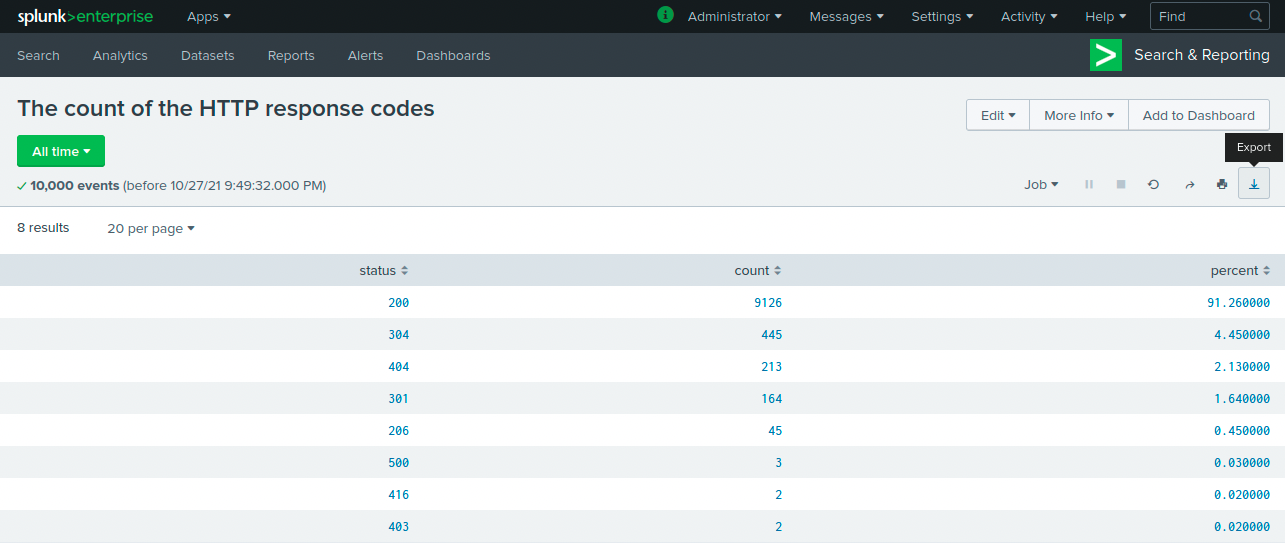 splunk>enterprise Apps Administrator Messages Settings Activity Help Find
Search Analytics Datasets Reports Alerts Dashboards Search & Reporting
The count of the HTTP response codes
Edit More Info Add to Dashboard
All time
Export
10,000 events (before 10/27/21 9:49:32.000 PM)
Job
8 results 20 per page
status count percent
200 9126 91.260000
304 445 4.450000
404 213 2.130000
301 164 1.640000
206 45 0.450000
500 3 0.030000
416 2 0.020000
403 2 0.020000